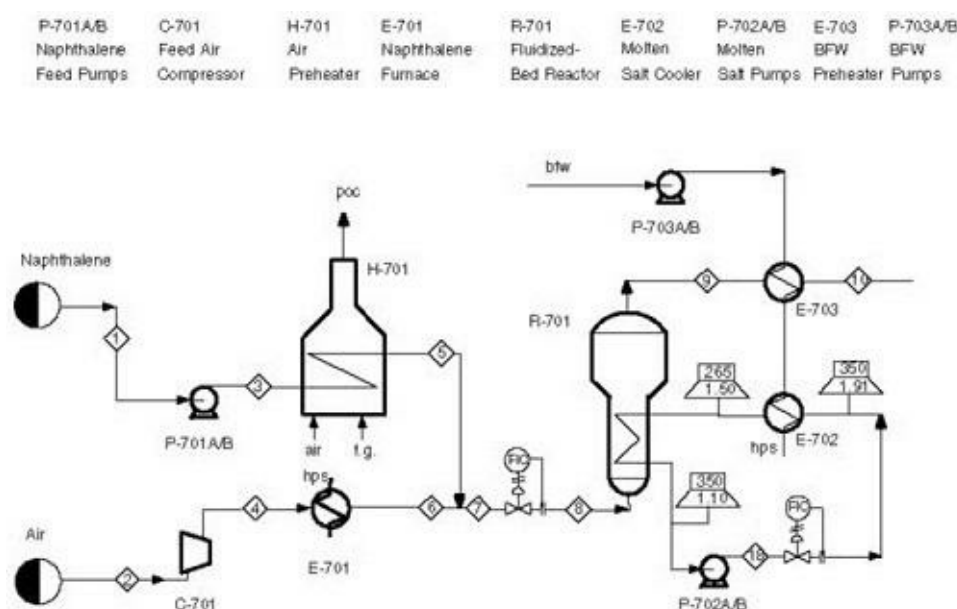 P-701A/B C-701 H-701 E-701 R-701 E-702 P-702A/B E-703 P-703A/B
Naphthalene Feed Air Air Naphthalene Fluidized- Molten Molten BFW BFW
Feed Pumps Compressor Preheater Furnace Bed Reactor Salt Cooler Salt Pumps Preheater Pumps
bfw
poc
P-703A/B
Naphthalene
H-701
9
10
R-701
E-703
1
5
265
1.50
350
1.91
3
P-701A/B
air
f.g.
hps
E-702
hps
FIC
350
1.10
FIC
4
6
7
8
Air
E-701
2
18
C-701
P-702A/B